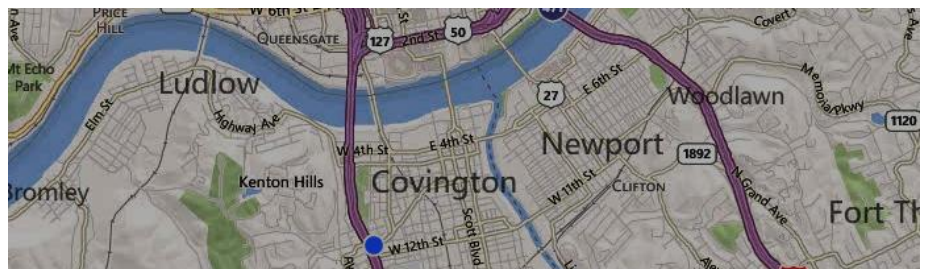 PRICE
HILL
W 6th St
QUEENSGATE
127
2nd St
50
471
Covert
Mt Echo
Park
Ludlow
Elm St
Highway Ave
27
E 6th St
Woodlawn
Memorial Pkwy
1120
W 4th St
E 4th St
Newport
1892
Bromley
Kenton Hills
Covington
W 11th St
CLIFTON
N Grand Ave
Fort Th
Scott Blvd
W 12th St